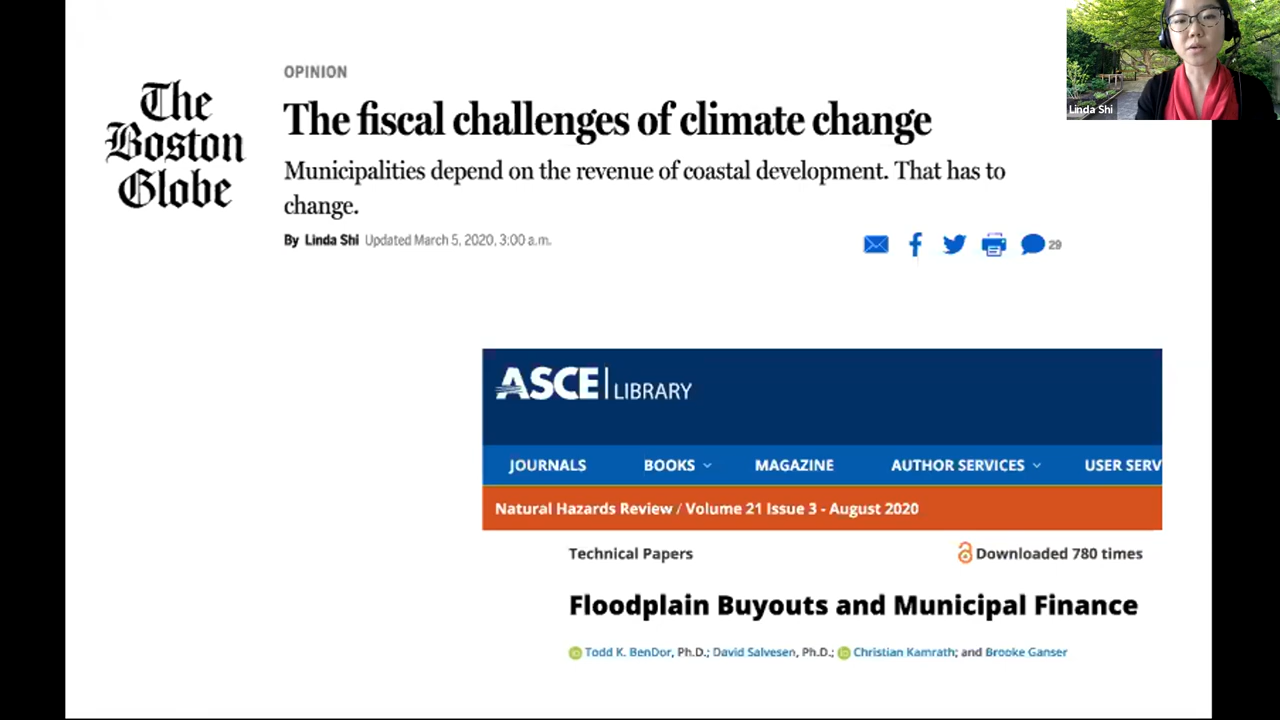 The
Boston
Globe
OPINION
The fiscal challenges of climate change
Municipalities depend on the revenue of coastal development. That has to
change.
By Linda Shi Updated March 5, 2020, 3:00 a.m.
29
Linda Shi
ASCE LIBRARY
JOURNALS BOOKS MAGAZINE AUTHOR SERVICES USER SERV
Natural Hazards Review / Volume 21 Issue 3 - August 2020
Technical Papers Downloaded 780 times
Floodplain Buyouts and Municipal Finance
Todd K. BenDor, Ph.D.; David Salvesen, Ph.D.; Christian Kamrath; and Brooke Ganser